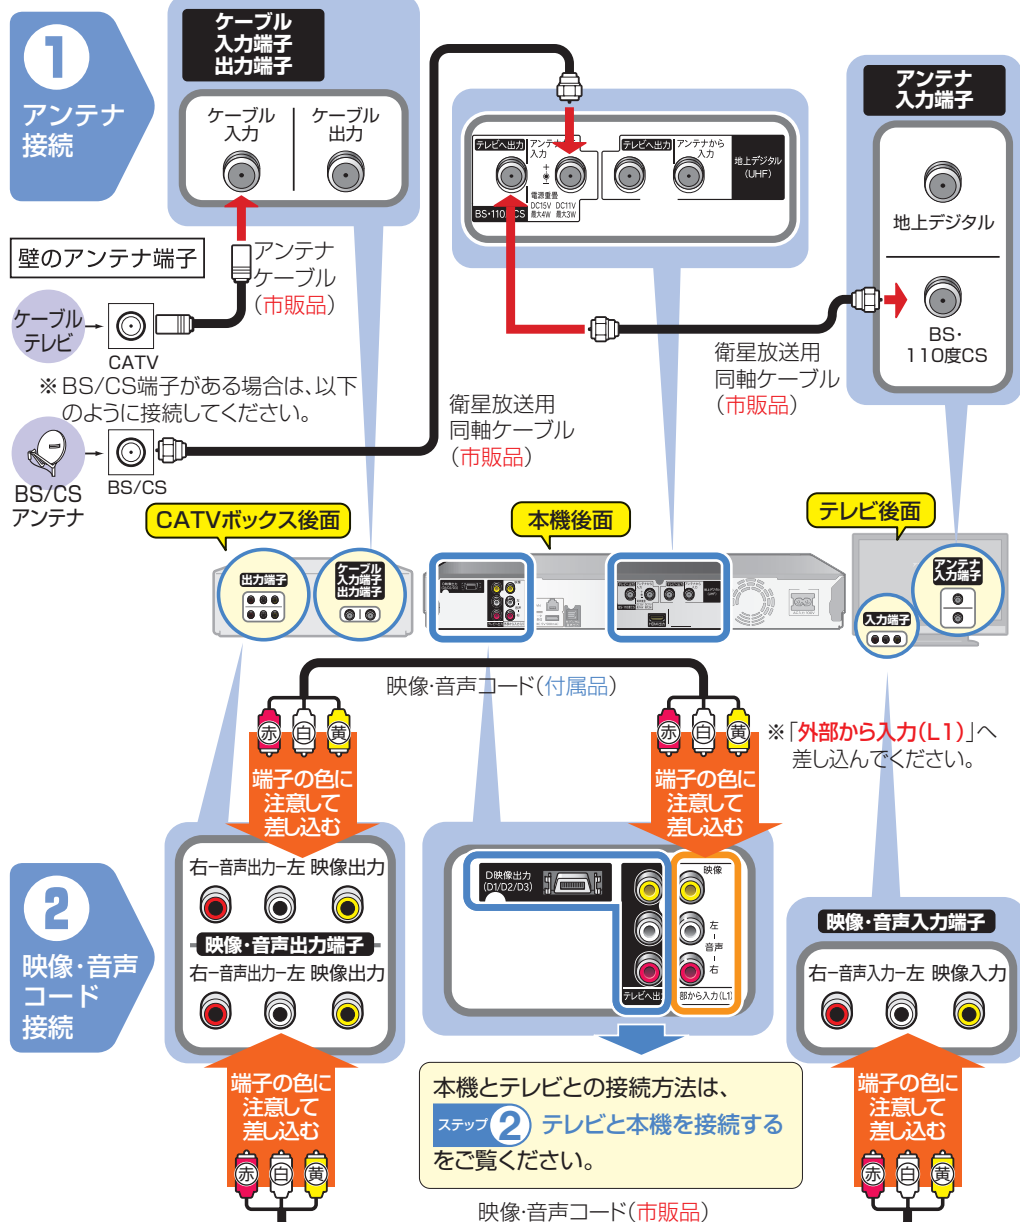 1
アンテナ
接続
ケーブル
入力端子
出力端子
ケーブル
入力
ケーブル
出力
テレビへ出力
入力
電源重畳
DC15V DC11V
最大4W 最大3W
テレビへ出力
アンテナから
入力
地上デジタル
(UHF)
アンテナ
入力端子
地上デジタル
BS・
110度CS
壁のアンテナ端子
アンテナ
ケーブル
(市販品)
ケーブル
テレビ
CATV
※BS/CS端子がある場合は、以下
のように接続してください。
BS/CS
アンテナ
BS/CS
衛星放送用
同軸ケーブル
(市販品)
衛星放送用
同軸ケーブル
(市販品)
CATVボックス後面
本機後面
テレビ後面
出力端子
ケーブル
入力端子
出力端子
アンテナ
入力端子
入力端子
映像・音声コード(付属品)
赤 白 黄
端子の色に
注意して
差し込む
赤 白 黄
端子の色に
注意して
差し込む
※「外部から入力(L1)」へ
差し込んでください。
2
映像・音声
コード
接続
右ー音声出力ー左 映像出力
映像・音声出力端子
右ー音声出力ー左 映像出力
D映像出力
(D1/D2/D3)
映像
左
音声
右
テレビへ出力
部から入力(L1)
映像・音声入力端子
右ー音声入力ー左 映像入力
端子の色に
注意して
差し込む
赤 白 黄
本機とテレビとの接続方法は、
ステップ2 テレビと本機を接続する
をご覧ください。
端子の色に
注意して
差し込む
赤 白 黄
映像・音声コード(市販品)